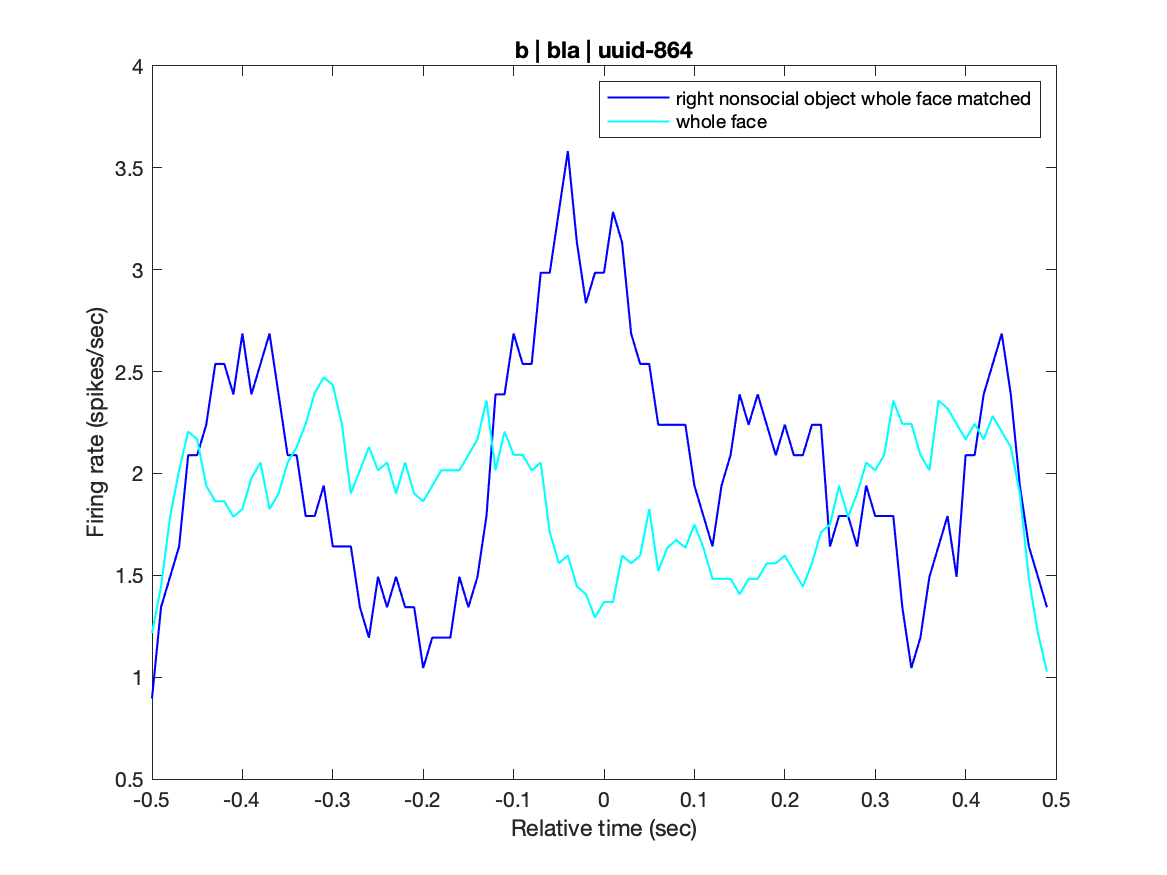 b | bla | uuid-864
right nonsocial object whole face matched
whole face
Firing rate (spikes/sec)
4
3.5
3
2.5
2
1.5
1
0.5
-0.5 -0.4 -0.3 -0.2 -0.1 0 0.1 0.2 0.3 0.4 0.5
Relative time (sec)